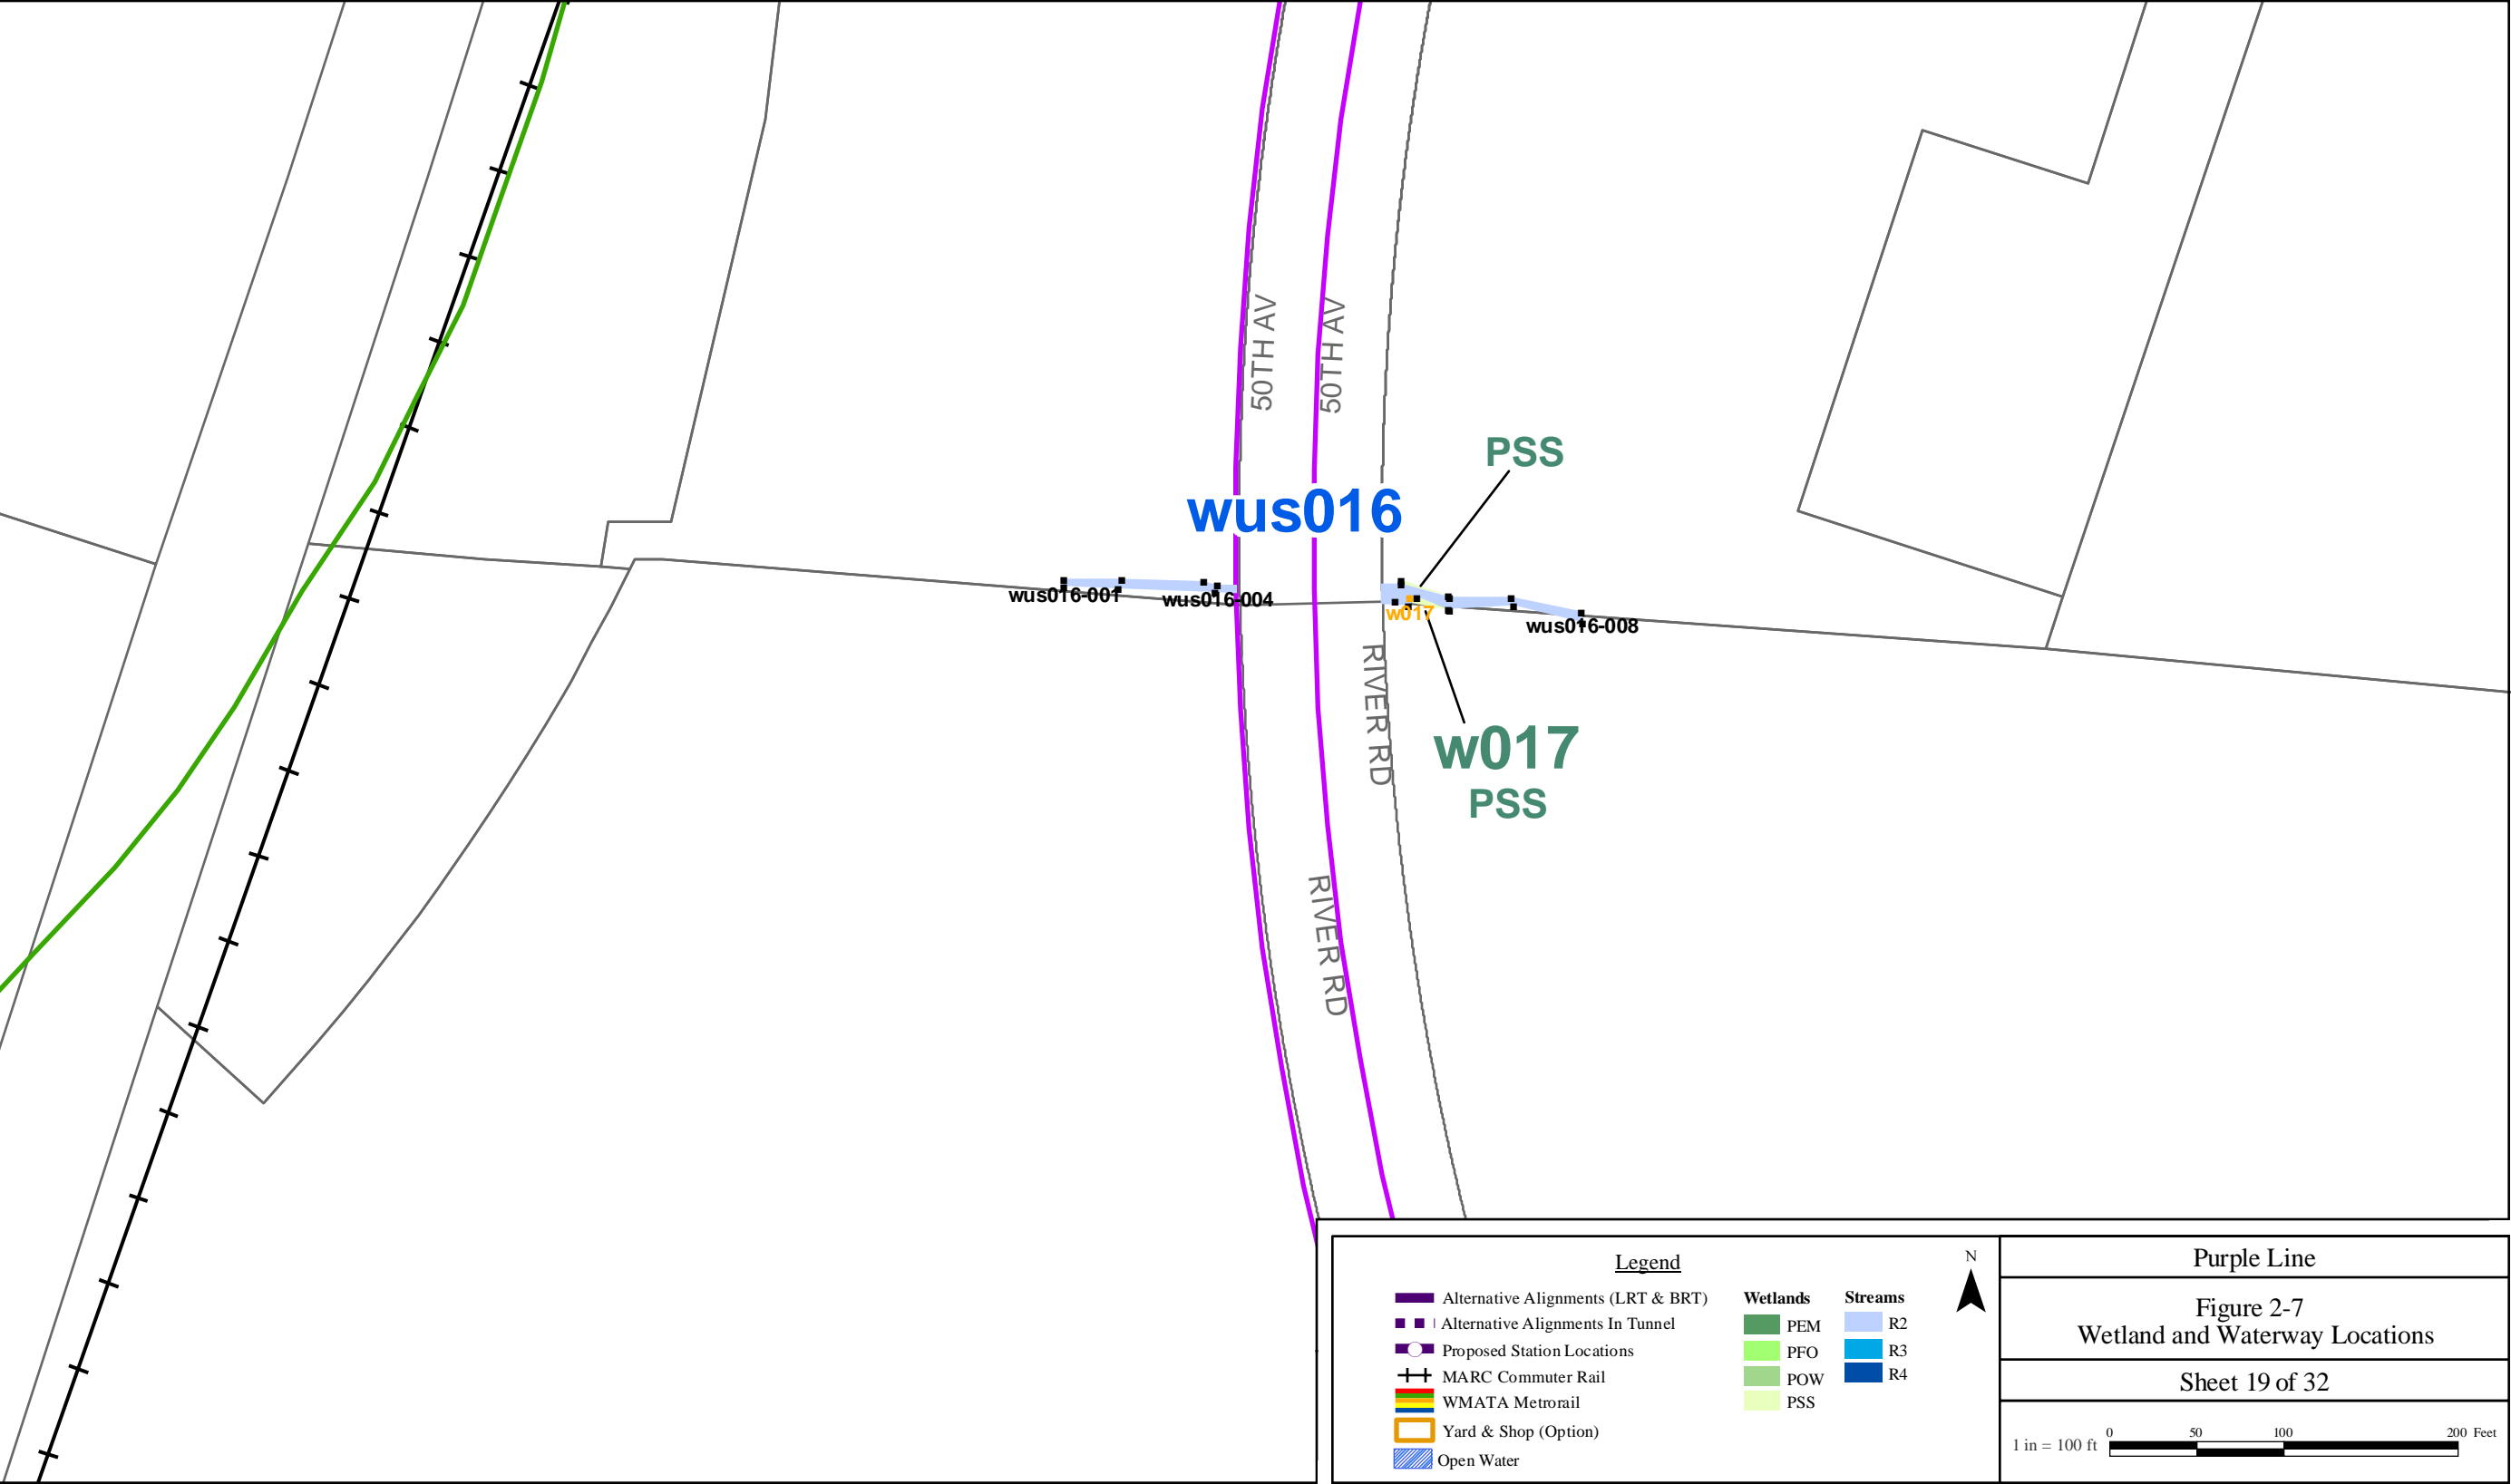 50TH AV
50TH AV
PSS
wus016
wus016-001
wus016-004
w017
wus016-008
RIVER RD
w017
PSS
RIVER RD
Legend
Alternative Alignments (LRT & BRT)
Alternative Alignments In Tunnel
Proposed Station Locations
MARC Commuter Rail
WMATA Metrorail
Yard & Shop (Option)
Open Water
Wetlands
PEM
PFO
POW
PSS
Streams
R2
R3
R4
N
Purple Line
Figure 2-7
Wetland and Waterway Locations
Sheet 19 of 32
1 in = 100 ft
0 50 100 200 Feet